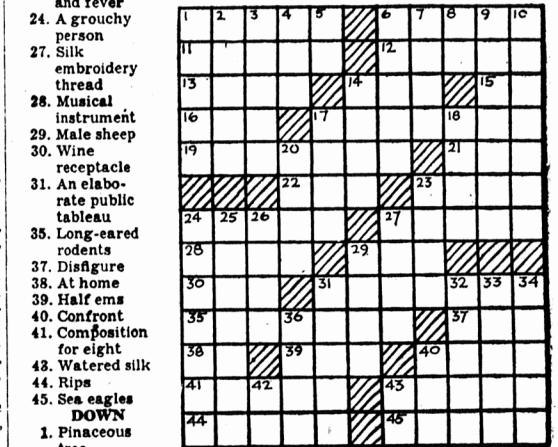 and fever
24. A grouchy
person
27. Silk
embroidery
thread
28. Musical
instrument
29. Male sheep
30. Wine
receptacle
31. An elabo-
rate public
tableau
35. Long-eared
rodents
37. Disfigure
38. At home
39. Half ems
40. Confront
41. Composition
for eight
43. Watered silk
44. Rips
45. Sea eagles
DOWN
1. Pinaceous
1 2 3 4 5 6 7 8 9 10
11 12
13 14 15
16 17 18
19 20 21
22 23
24 25 26 27
28 29
30 31 32 33 34
35 36 37
38 39 40
41 42 43
44 45